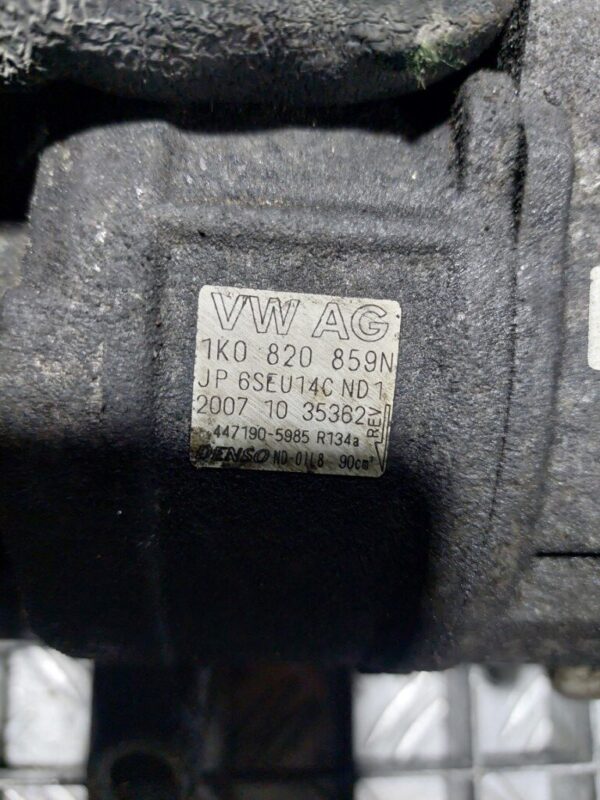 VW AG
1K0 820 859N
JP 6SEU14C ND1
2007 10 35362
REV
447190-5985 R134a
DENSO ND-OIL8 90cm³